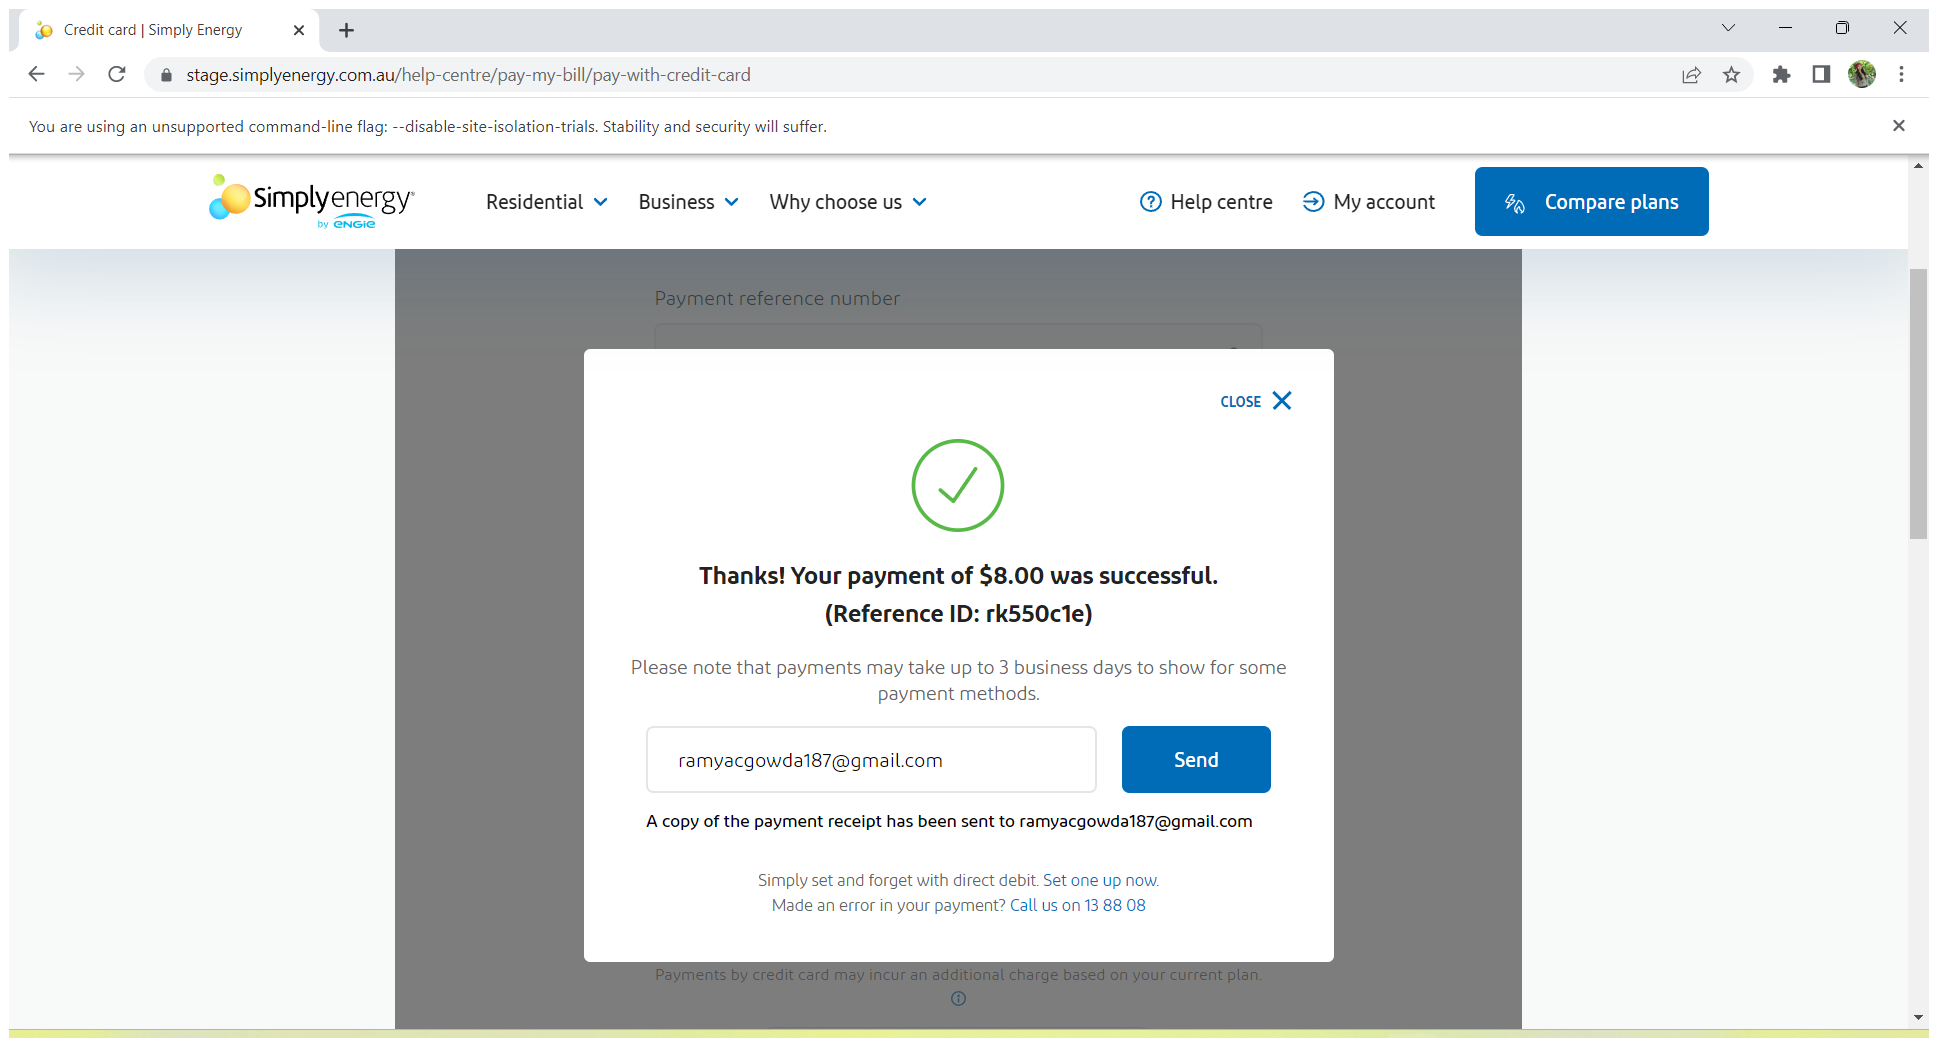 Credit card | Simply Energy
stage.simplyenergy.com.au/help-centre/pay-my-bill/pay-with-credit-card
You are using an unsupported command-line flag: --disable-site-isolation-trials. Stability and security will suffer.
Simplyenergy
by ENGIE
Residential Business Why choose us Help centre My account Compare plans
Payment reference number
CLOSE
Thanks! Your payment of $8.00 was successful.
(Reference ID: rk550c1e)
Please note that payments may take up to 3 business days to show for some
payment methods.
ramyacgowda187@gmail.com Send
A copy of the payment receipt has been sent to ramyacgowda187@gmail.com
Simply set and forget with direct debit. Set one up now.
Made an error in your payment? Call us on 13 88 08
Payments by credit card may incur an additional charge based on your current plan.